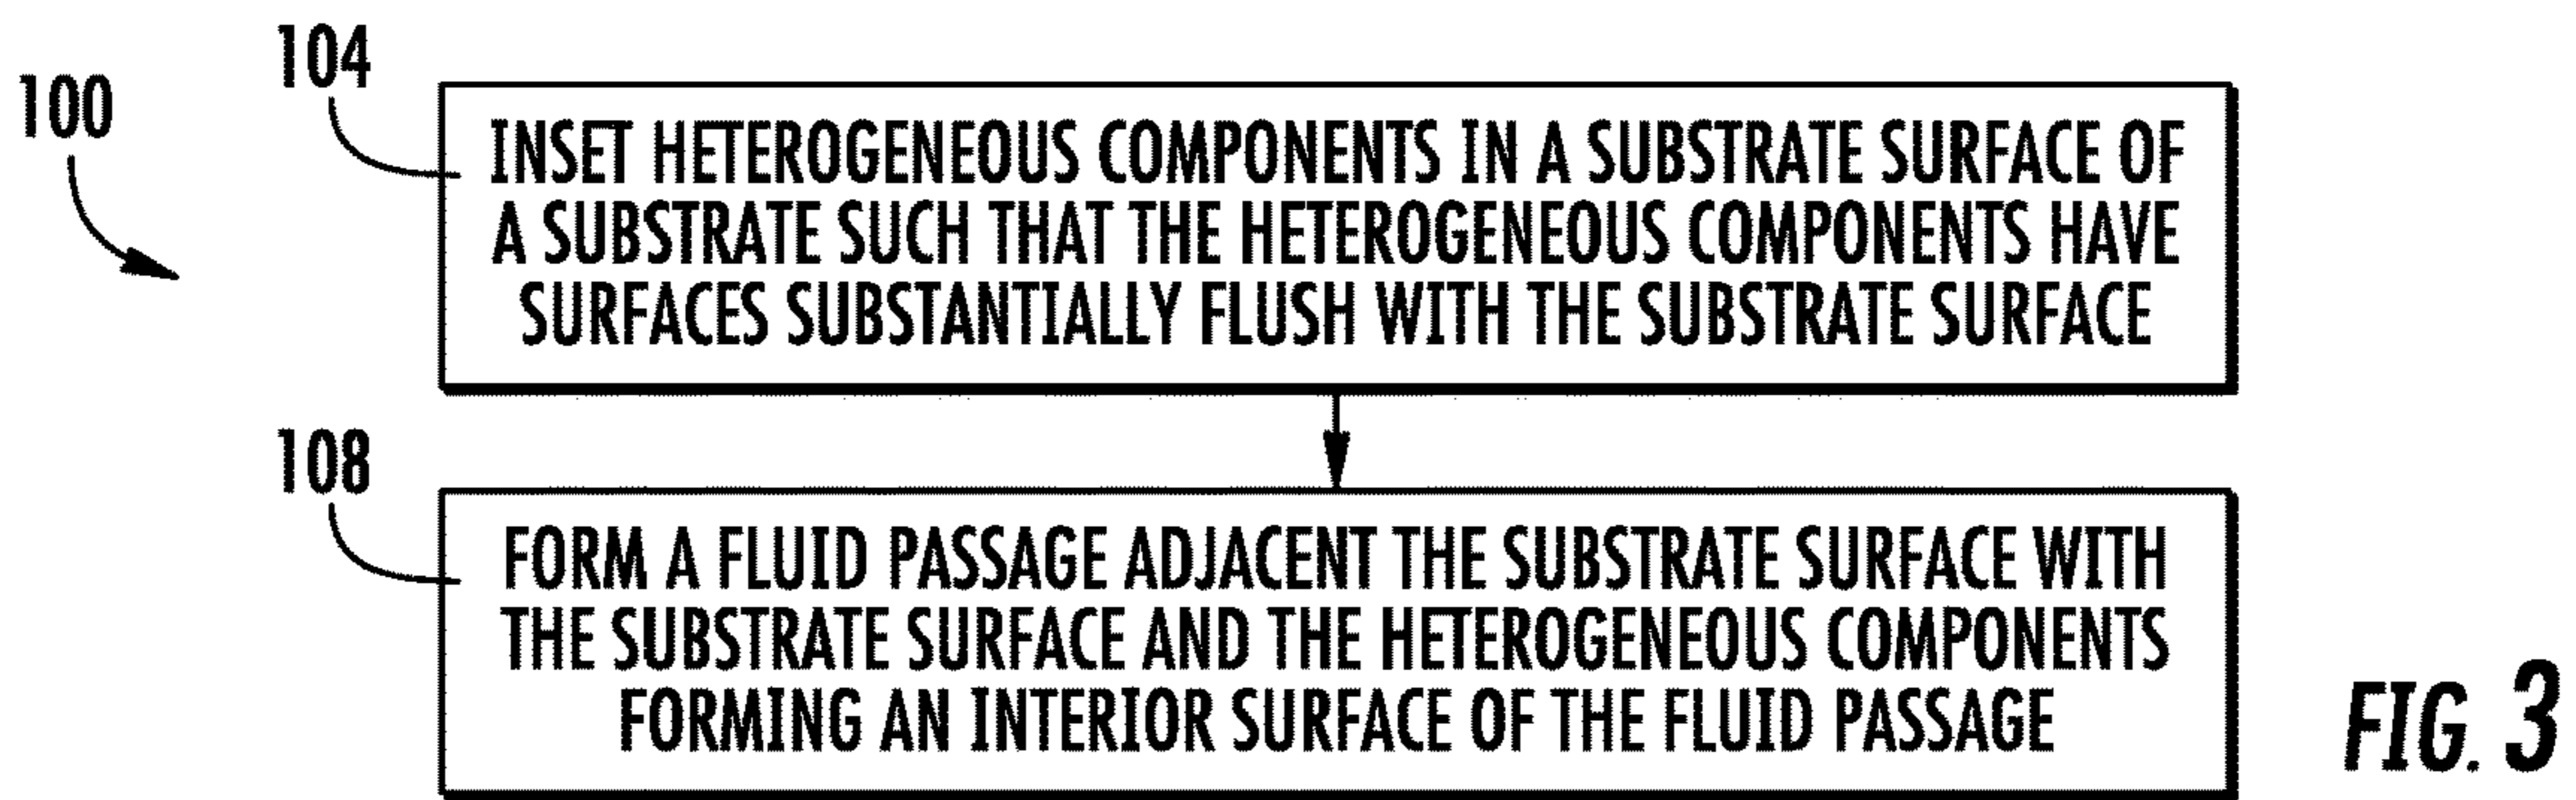 100
104
INSET HETEROGENEOUS COMPONENTS IN A SUBSTRATE SURFACE OF
A SUBSTRATE SUCH THAT THE HETEROGENEOUS COMPONENTS HAVE
SURFACES SUBSTANTIALLY FLUSH WITH THE SUBSTRATE SURFACE
108
FORM A FLUID PASSAGE ADJACENT THE SUBSTRATE SURFACE WITH
THE SUBSTRATE SURFACE AND THE HETEROGENEOUS COMPONENTS
FORMING AN INTERIOR SURFACE OF THE FLUID PASSAGE
FIG. 3